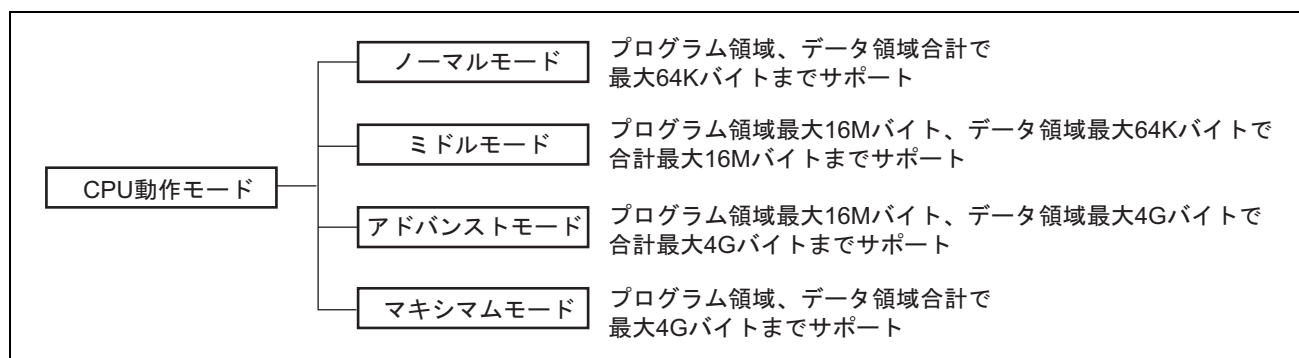 CPU動作モード
ノーマルモード
プログラム領域、データ領域合計で
最大64Kバイトまでサポート
ミドルモード
プログラム領域最大16Mバイト、データ領域最大64Kバイトで
合計最大16Mバイトまでサポート
アドバンストモード
プログラム領域最大16Mバイト、データ領域最大4Gバイトで
合計最大4Gバイトまでサポート
マキシマムモード
プログラム領域、データ領域合計で
最大4Gバイトまでサポート